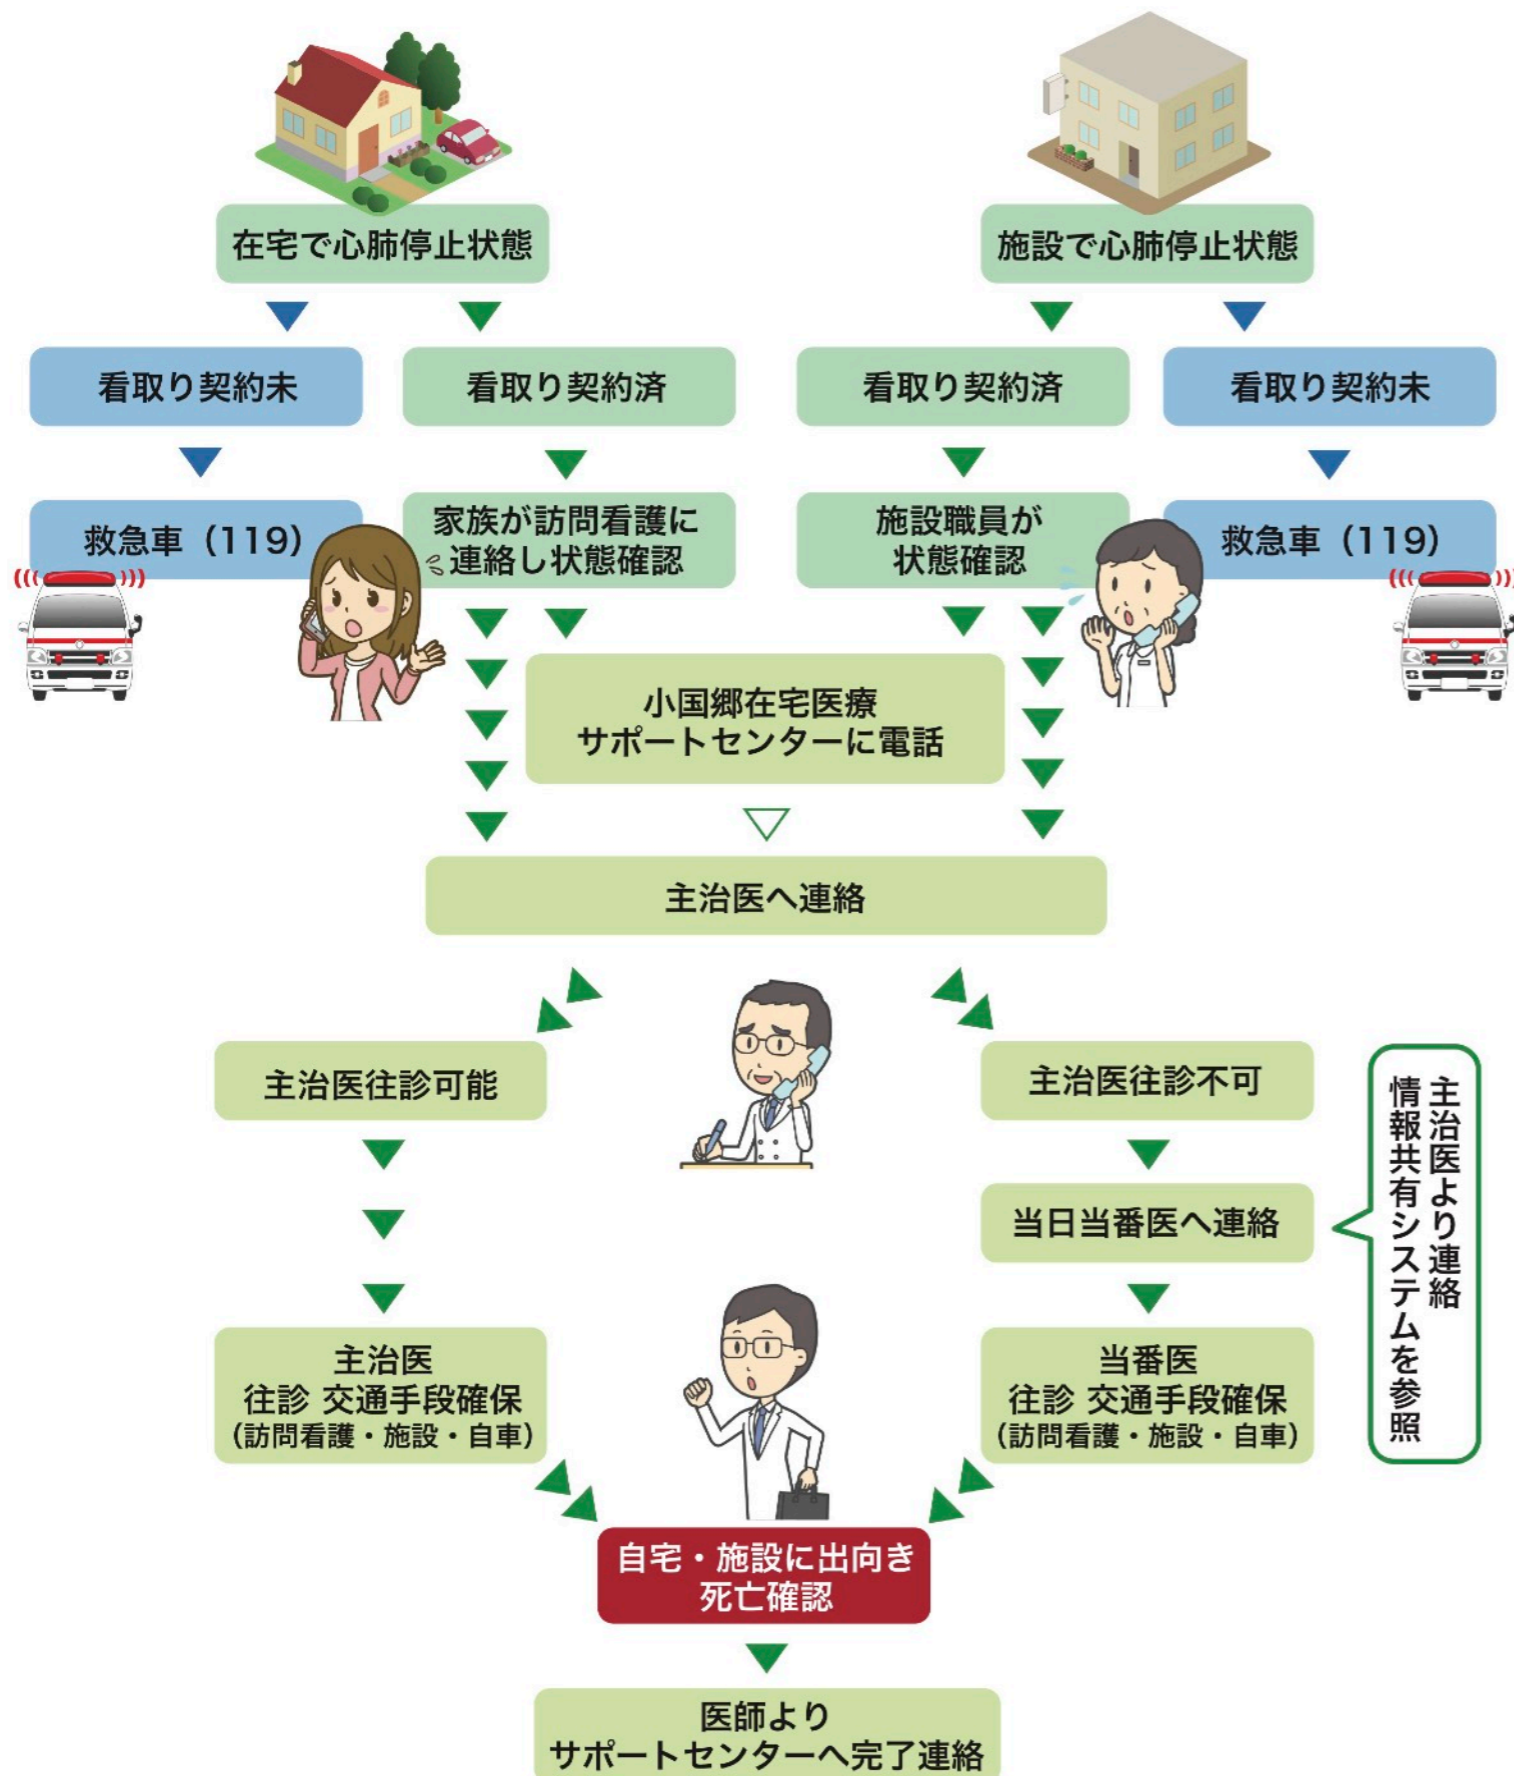 在宅で心肺停止状態
施設で心肺停止状態
看取り契約未
看取り契約済
看取り契約済
看取り契約未
救急車（119）
家族が訪問看護に
連絡し状態確認
施設職員が
状態確認
救急車（119）
小国郷在宅医療
サポートセンターに電話
主治医へ連絡
主治医往診可能
主治医往診不可
当日当番医へ連絡
主治医より連絡
情報共有システムを参照
主治医
往診 交通手段確保
（訪問看護・施設・自車）
当番医
往診 交通手段確保
（訪問看護・施設・自車）
自宅・施設に出向き
死亡確認
医師より
サポートセンターへ完了連絡